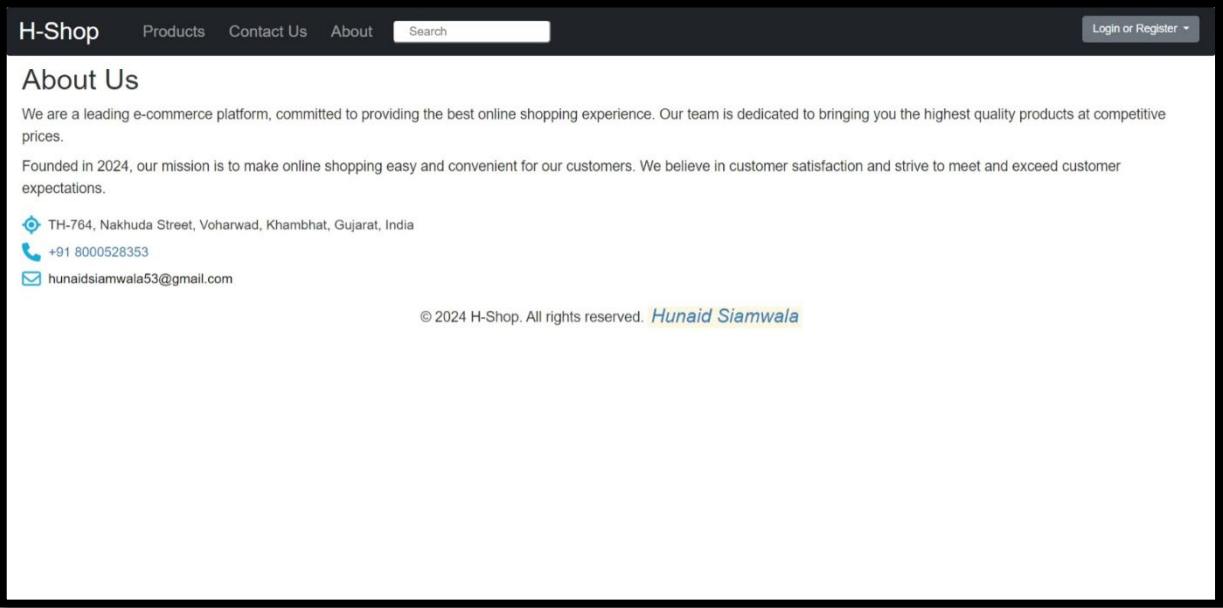 H-Shop Products Contact Us About Search Login or Register
About Us
We are a leading e-commerce platform, committed to providing the best online shopping experience. Our team is dedicated to bringing you the highest quality products at competitive
prices.
Founded in 2024, our mission is to make online shopping easy and convenient for our customers. We believe in customer satisfaction and strive to meet and exceed customer
expectations.
TH-764, Nakhuda Street, Voharwad, Khambhat, Gujarat, India
+91 8000528353
hunaidsiamwala53@gmail.com
© 2024 H-Shop. All rights reserved. Hunaid Siamwala